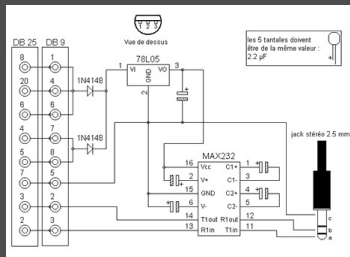 Vue de dessus
les 5 tantales doivent
être de la même valeur :
2.2 µF
+
DB 25 DB 9
8 1
20 4
6 6
4 7
5 8
7 5
3 2
2 3
1N4148
1N4148
78L05
1 VI VO 3
GND
2
+
jack stéréo 2.5 mm
MAX232
16 Vcc C1+ 1
2 V+ C1- 3
15 GND C2+ 4
6 V- C2- 5
14 T1out R1out 12
13 R1in T1in 11
c
b
a